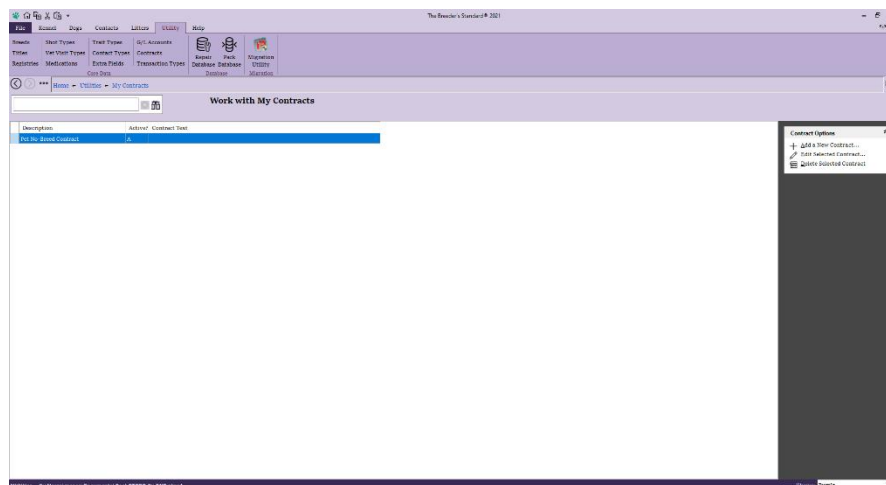 The Breeder's Standard ® 2021
File Kennel Dogs Contacts Litters Utility Help
Breeds Shot Types Trait Types G/L Accounts
Titles Vet Visit Types Contact Types Contracts
Registries Medications Extra Fields Transaction Types
Repair Database
Pack Database
Migration Utility
Core Data Database Migration
Home Utilities My Contracts
Work with My Contracts
Description Active? Contract Text
Pet No-Breed Contract A
Contract Options
Add a New Contract...
Edit Selected Contract...
Delete Selected Contract